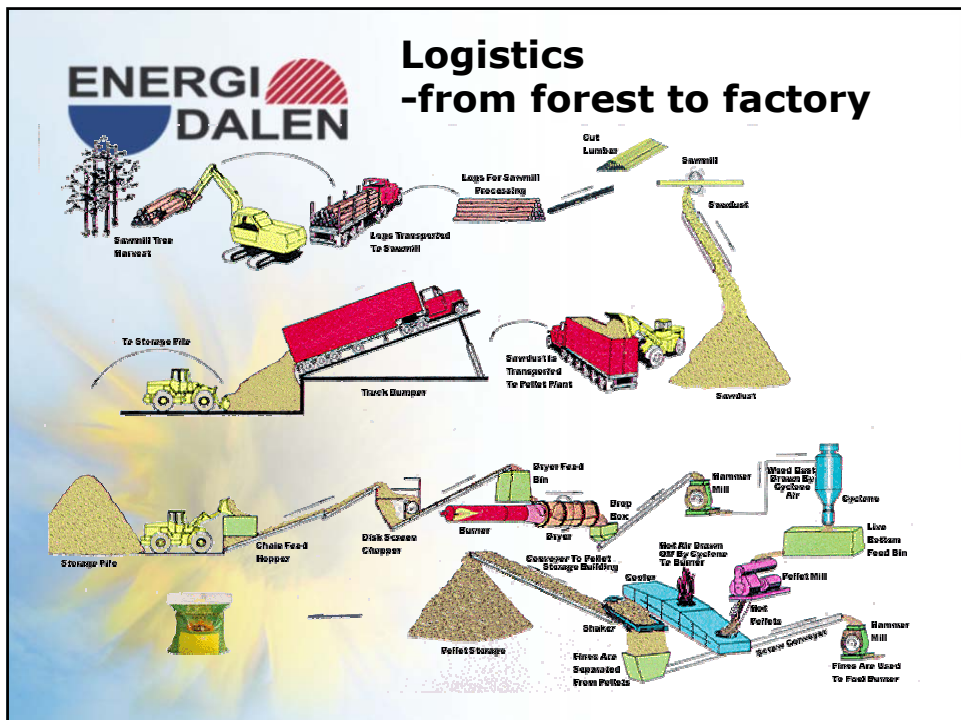 ENERGI
DALEN
Logistics
-from forest to factory
Sawmill Tree
Harvest
Logs Transported
To Sawmill
Logs For Sawmill
Processing
Cut
Lumber
Sawmill
Sawdust
To Storage Pile
Truck Dumper
Sawdust Is
Transported
To Pellet Plant
Sawdust
Storage Pile
Chain Feed
Hopper
Disk Screen
Chopper
Dryer Feed
Bin
Burner
Dryer
Drop
Box
Hammer
Mill
Wood Dust
Drawn By
Cyclone
Air
Cyclone
Live
Bottom
Feed Bin
Conveyer To Pellet
Storage Building
Pellet Storage
Shaker
Cooler
Hot Air Drawn
Off By Cyclone
To Burner
Pellet Mill
Hot
Pellets
Fines Are
Separated
From Pellets
Screw Conveyer
Hammer
Mill
Fines Are Used
To Fuel Burner